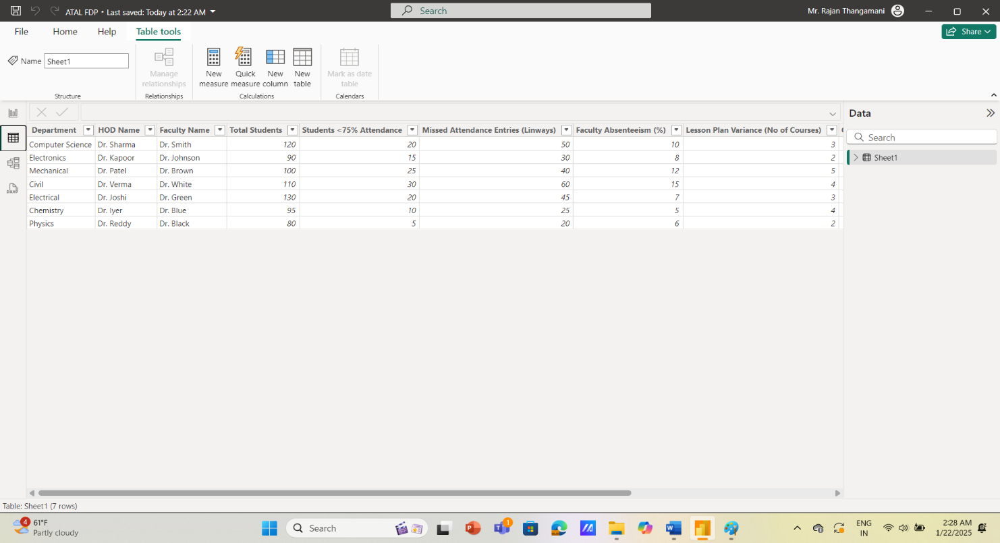 ATAL FDP • Last saved: Today at 2:22 AM
Search
Mr. Rajan Thangamani
File Home Help Table tools
Share
Name Sheet1
Manage relationships
New measure
Quick measure
New column
New table
Mark as date table
Structure Relationships Calculations Calendars
Data
Search
Sheet1
Department HOD Name Faculty Name Total Students Students <75% Attendance Missed Attendance Entries (Linways) Faculty Absenteeism (%) Lesson Plan Variance (No of Courses)
Computer Science Dr. Sharma Dr. Smith 120 20 50 10 3
Electronics Dr. Kapoor Dr. Johnson 90 15 30 8 2
Mechanical Dr. Patel Dr. Brown 100 25 40 12 5
Civil Dr. Verma Dr. White 110 30 60 15 4
Electrical Dr. Joshi Dr. Green 130 20 45 7 3
Chemistry Dr. Iyer Dr. Blue 95 10 25 5 4
Physics Dr. Reddy Dr. Black 80 5 20 6 2
Table: Sheet1 (7 rows)
4
61°F
Partly cloudy
Search
1
ENG
IN
2:28 AM
1/22/2025